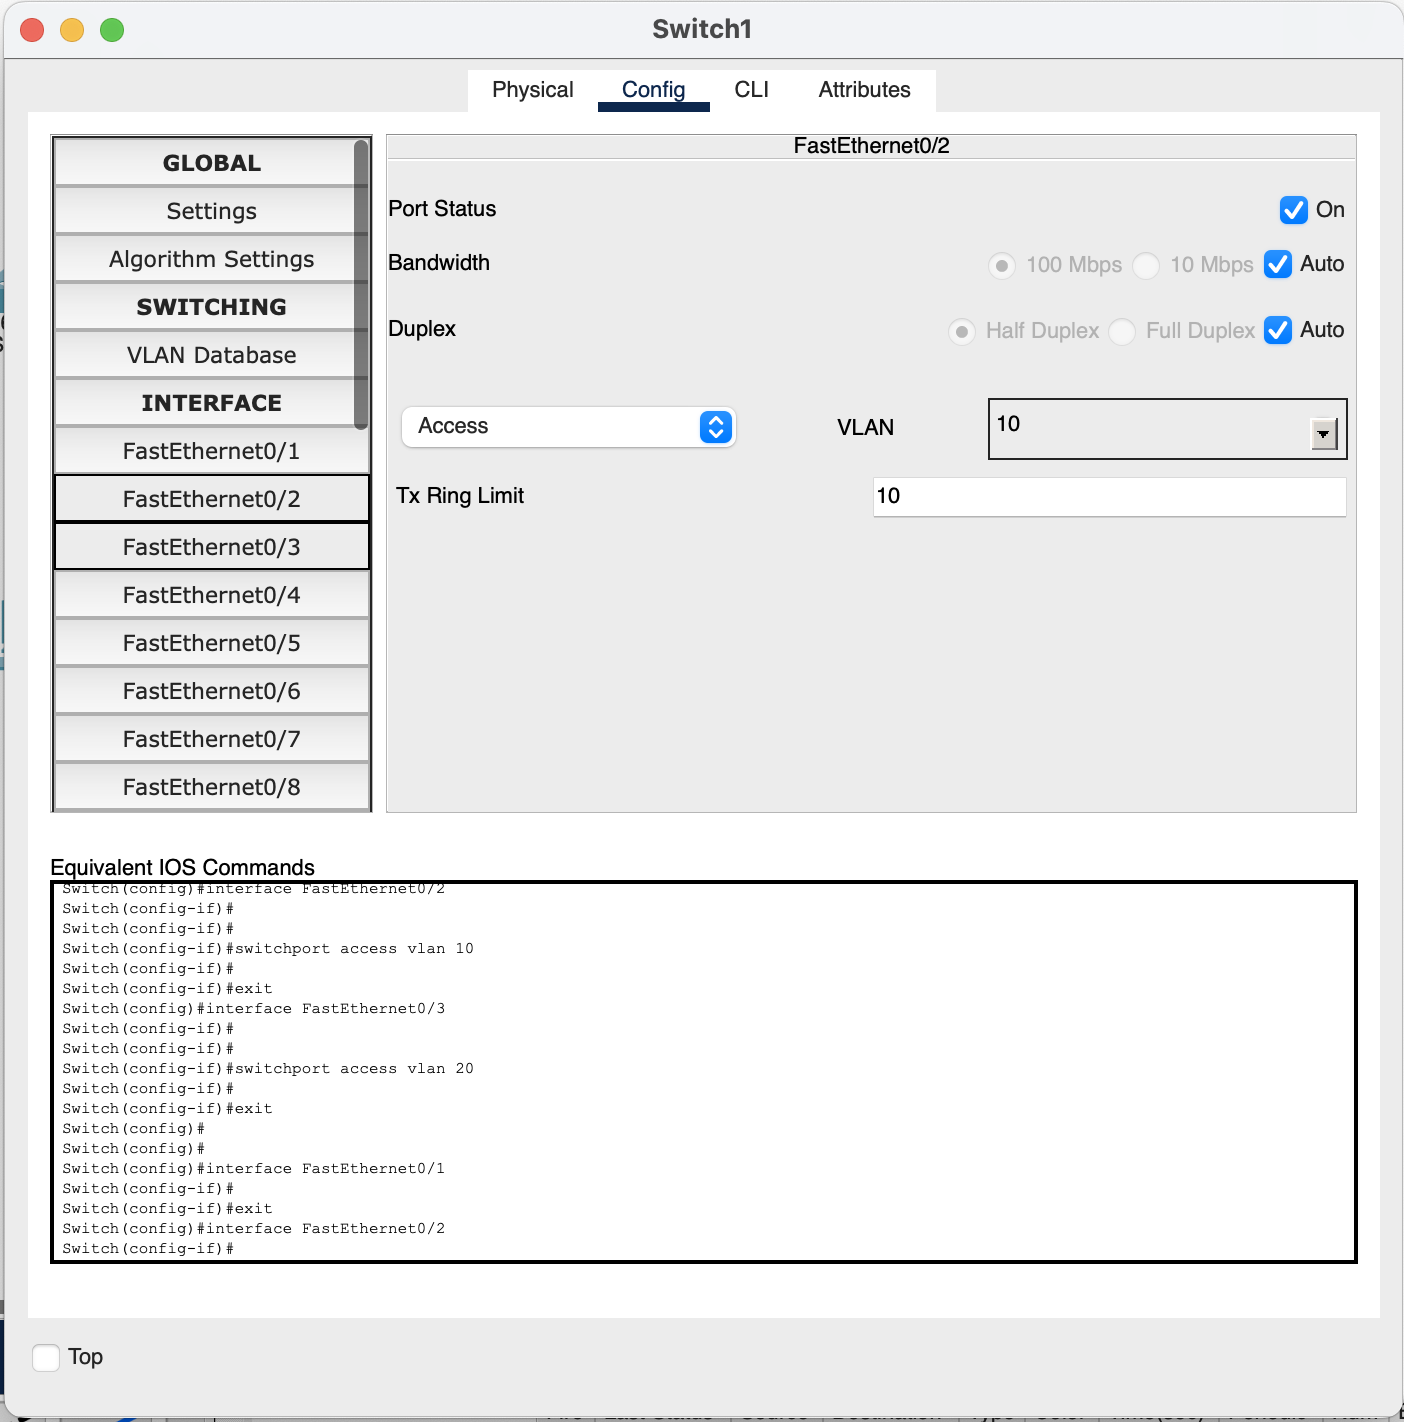 Switch1
Physical Config CLI Attributes
GLOBAL
Settings
Algorithm Settings
SWITCHING
VLAN Database
INTERFACE
FastEthernet0/1
FastEthernet0/2
FastEthernet0/3
FastEthernet0/4
FastEthernet0/5
FastEthernet0/6
FastEthernet0/7
FastEthernet0/8
FastEthernet0/2
Port Status On
Bandwidth 100 Mbps 10 Mbps Auto
Duplex Half Duplex Full Duplex Auto
Access VLAN 10
Tx Ring Limit 10
Equivalent IOS Commands
Switch(config)#interface FastEthernet0/2
Switch(config-if)#
Switch(config-if)#
Switch(config-if)#switchport access vlan 10
Switch(config-if)#
Switch(config-if)#exit
Switch(config)#interface FastEthernet0/3
Switch(config-if)#
Switch(config-if)#
Switch(config-if)#switchport access vlan 20
Switch(config-if)#
Switch(config-if)#exit
Switch(config)#
Switch(config)#
Switch(config)#interface FastEthernet0/1
Switch(config-if)#
Switch(config-if)#exit
Switch(config)#interface FastEthernet0/2
Switch(config-if)#
Top